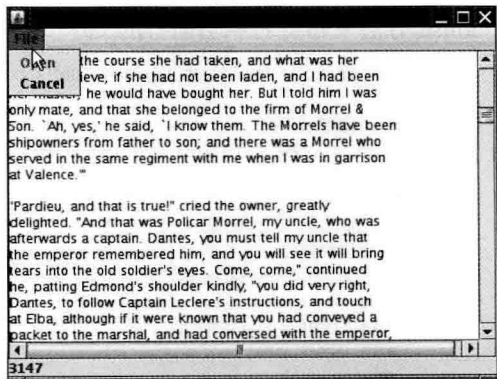 File
Open
Cancel
the course she had taken, and what was her
ieve, if she had not been laden, and I had been
her master, he would have bought her. But I told him I was
only mate, and that she belonged to the firm of Morrel &
Son. `Ah, yes,' he said, `I know them. The Morrels have been
shipowners from father to son; and there was a Morrel who
served in the same regiment with me when I was in garrison
at Valence.'"
"Pardieu, and that is true!" cried the owner, greatly
delighted. "And that was Policar Morrel, my uncle, who was
afterwards a captain. Dantes, you must tell my uncle that
the emperor remembered him, and you will see it will bring
tears into the old soldier's eyes. Come, come," continued
he, patting Edmond's shoulder kindly, "you did very right,
Dantes, to follow Captain Leclere's instructions, and touch
at Elba, although if it were known that you had conveyed a
packet to the marshal, and had conversed with the emperor,
3147